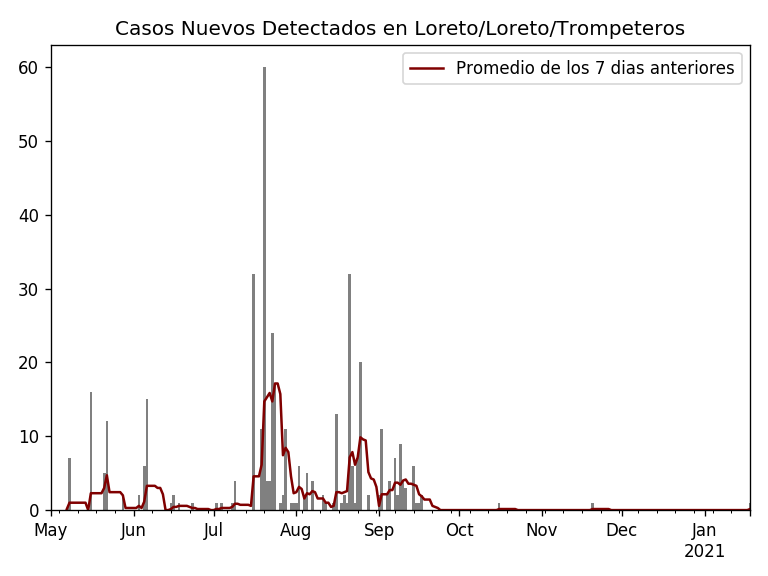 Casos Nuevos Detectados en Loreto/Loreto/Trompeteros
Promedio de los 7 dias anteriores
60
50
40
30
20
10
0
May Jun Jul Aug Sep Oct Nov Dec Jan
2021